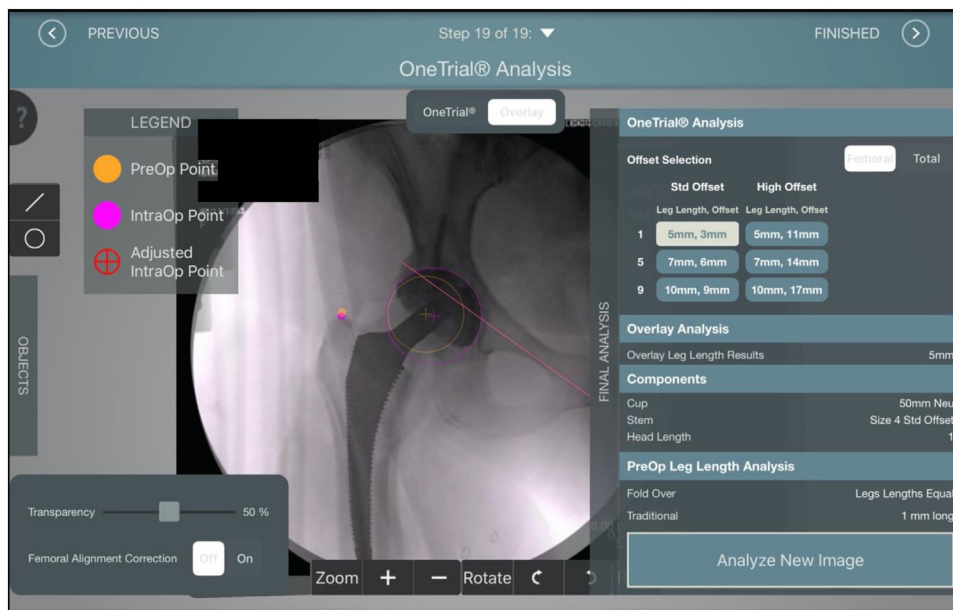 PREVIOUS
Step 19 of 19:
FINISHED
OneTrial® Analysis
OneTrial® Overlay
?
LEGEND
PreOp Point
IntraOp Point
Adjusted
IntraOp Point
OBJECTS
FINAL ANALYSIS
OneTrial® Analysis
Offset Selection Femoral Total
Std Offset High Offset
Leg Length, Offset Leg Length, Offset
1 5mm, 3mm 5mm, 11mm
5 7mm, 6mm 7mm, 14mm
9 10mm, 9mm 10mm, 17mm
Overlay Analysis
Overlay Leg Length Results 5mm
Components
Cup 50mm Neu
Stem Size 4 Std Offset
Head Length 1
PreOp Leg Length Analysis
Fold Over Legs Lengths Equal
Traditional 1 mm long
Analyze New Image
Transparency 50 %
Femoral Alignment Correction Off On
Zoom + − Rotate